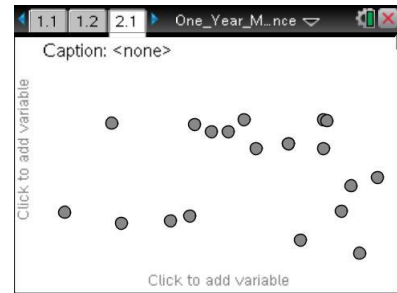 1.1 1.2 2.1 One_Year_M…nce
Caption: <none>
Click to add variable
Click to add variable